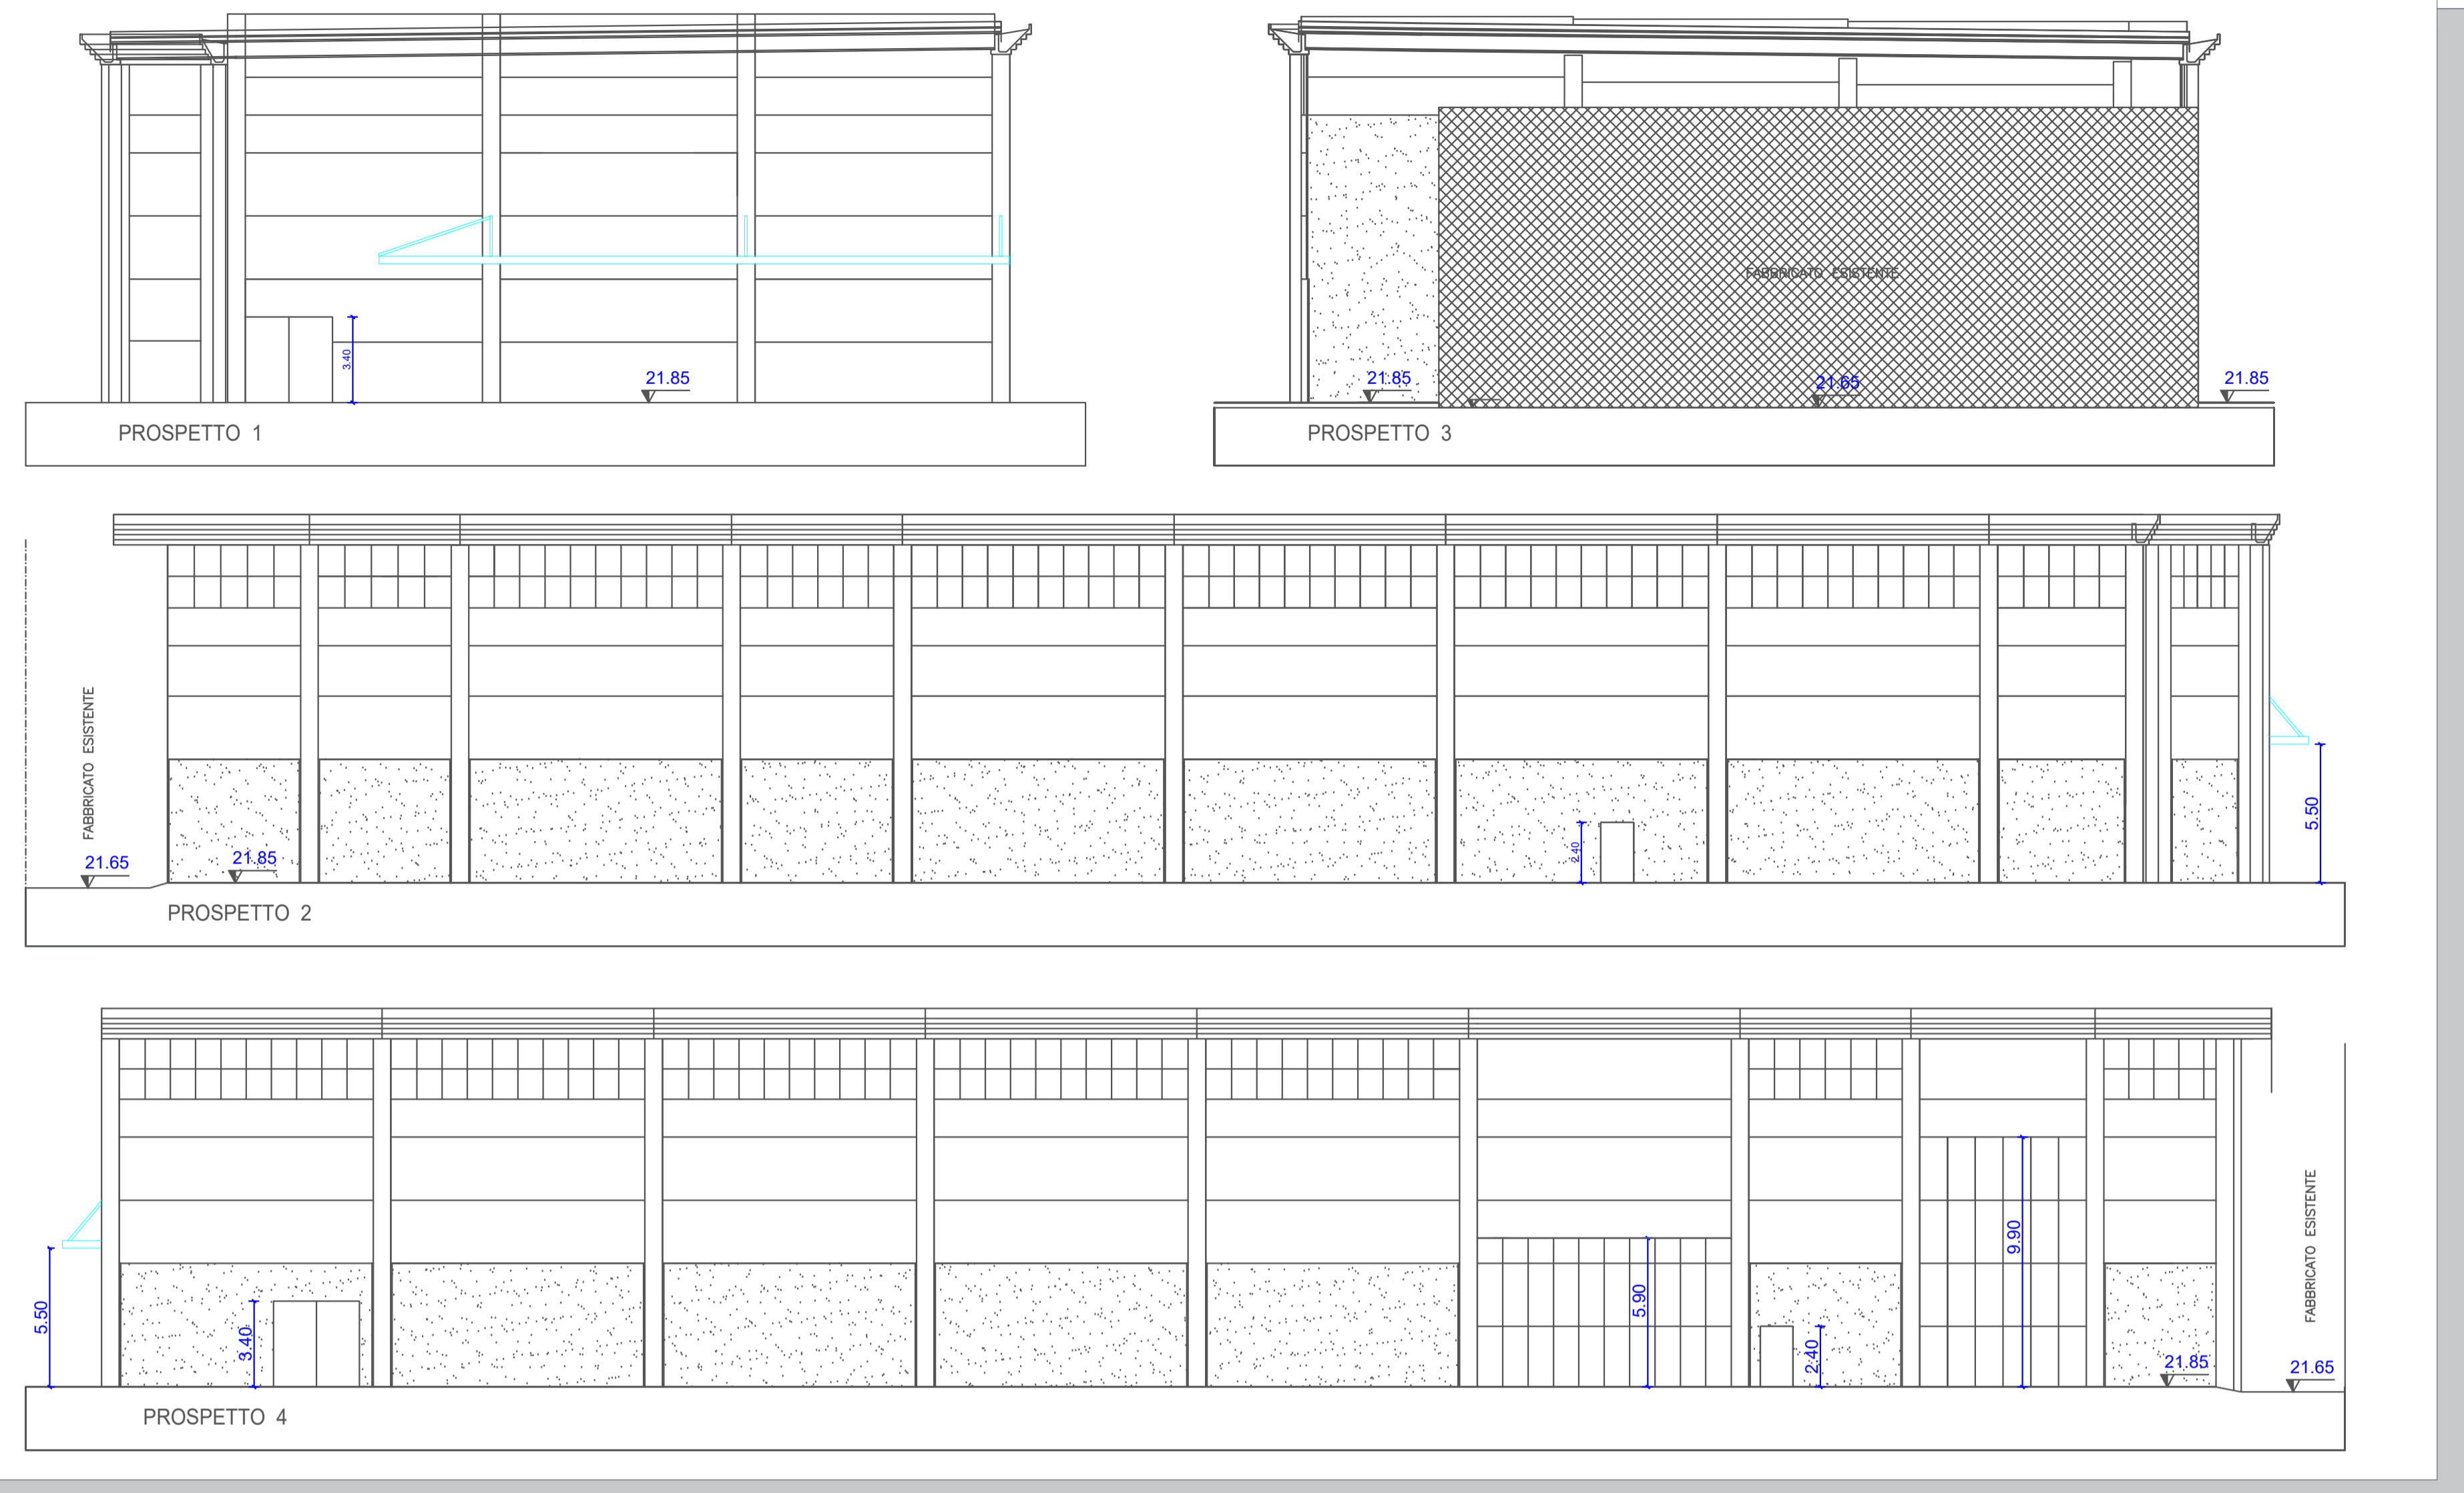 3.40
21.85
PROSPETTO 1
FABBRICATO ESISTENTE
21.85
21.65
21.85
PROSPETTO 3
FABBRICATO ESISTENTE
21.65
21.85
2.40
5.50
PROSPETTO 2
5.50
3.40
5.90
2.40
9.90
21.85
FABBRICATO ESISTENTE
21.65
PROSPETTO 4